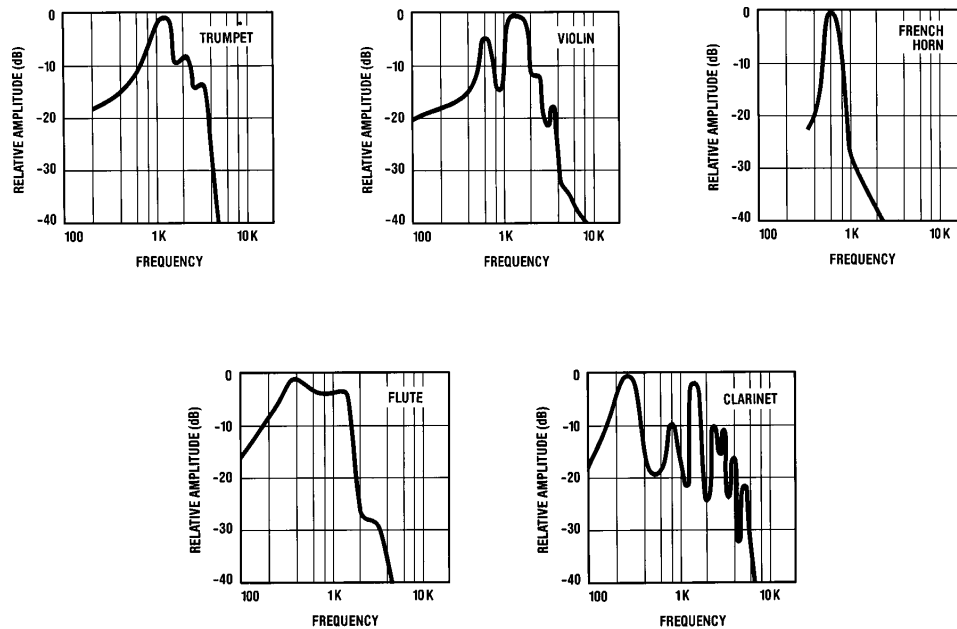 TRUMPET
RELATIVE AMPLITUDE (dB)
0
-10
-20
-30
-40
100
1K
10K
FREQUENCY
VIOLIN
RELATIVE AMPLITUDE (dB)
0
-10
-20
-30
-40
100
1K
10K
FREQUENCY
FRENCH
HORN
RELATIVE AMPLITUDE (dB)
0
-10
-20
-30
-40
100
1K
10K
FREQUENCY
FLUTE
RELATIVE AMPLITUDE (dB)
0
-10
-20
-30
-40
100
1K
10K
FREQUENCY
CLARINET
RELATIVE AMPLITUDE (dB)
0
-10
-20
-30
-40
100
1K
10K
FREQUENCY